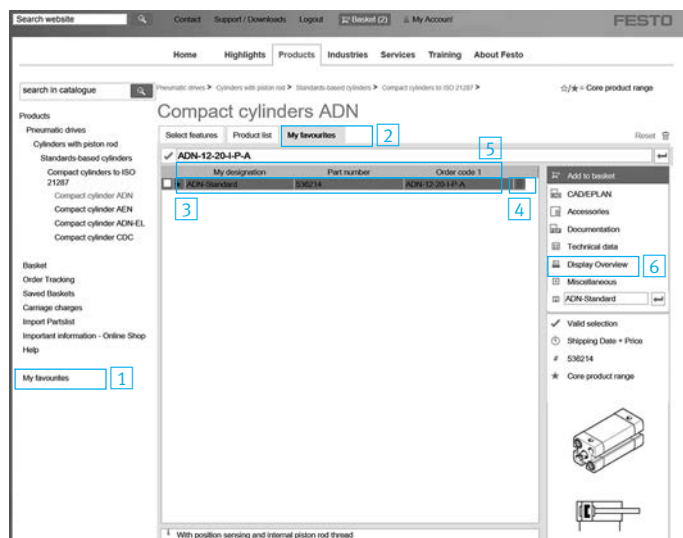 Search website
Contact Support / Downloads Logout Basket (2) My Account
FESTO
Home Highlights Products Industries Services Training About Festo
search in catalogue
Pneumatic drives > Cylinders with piston rod > Standards-based cylinders > Compact cylinders to ISO 21287 >
☆/★ = Core product range
Compact cylinders ADN
Products
Pneumatic drives
Cylinders with piston rod
Standards-based cylinders
Compact cylinders to ISO
21287
Compact cylinder ADN
Compact cylinder AEN
Compact cylinder ADN-EL
Compact cylinder CDC
Basket
Order Tracking
Saved Baskets
Carriage charges
Import Partslist
Important information - Online Shop
Help
My favourites
1
Select features Product list My favourites
2
Reset
ADN-12-20-I-P-A
5
My designation Part number Order code 1
ADN-Standard 536214 ADN-12-20-I-P-A
3
4
Add to basket
CAD/EPLAN
Accessories
Documentation
Technical data
Display Overview
6
Miscellaneous
ADN-Standard
Valid selection
Shipping Date + Price
# 536214
Core product range
With position sensing and internal piston rod thread